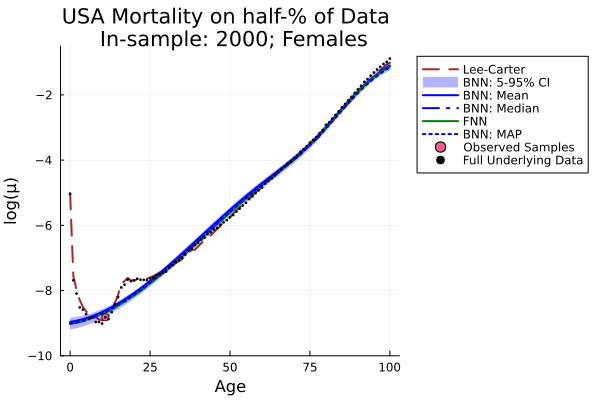 USA Mortality on half-% of Data
In-sample: 2000; Females
log(μ)
−2
−4
−6
−8
−10
0
25
50
75
100
Age
Lee-Carter
BNN: 5-95% CI
BNN: Mean
BNN: Median
FNN
BNN: MAP
Observed Samples
Full Underlying Data